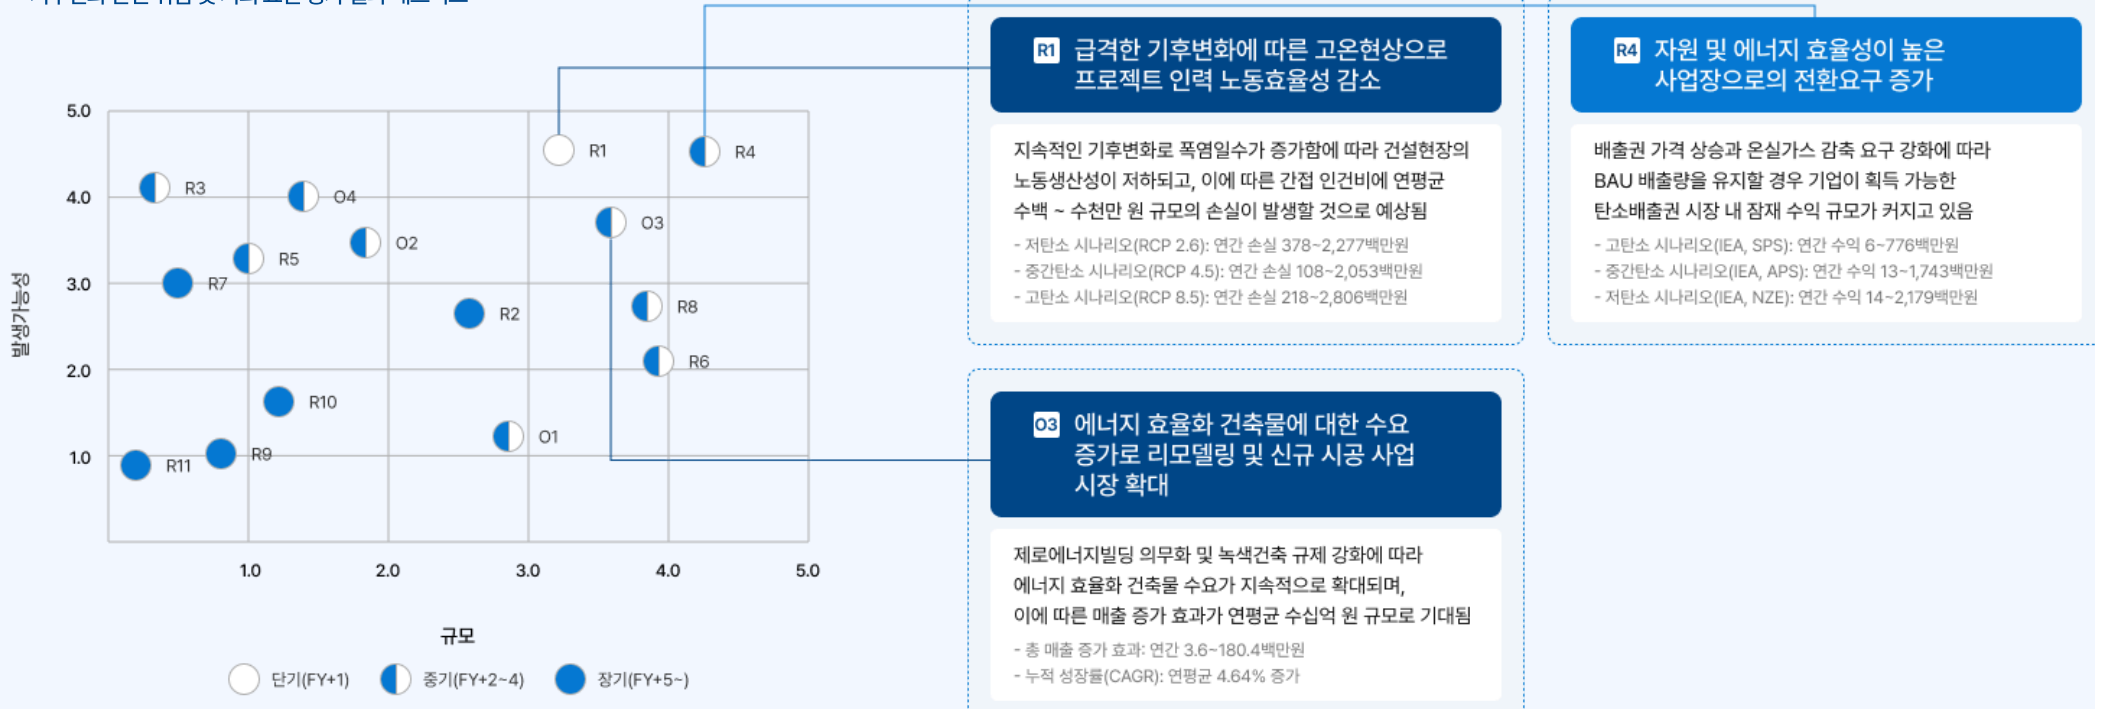 5.0
4.0
3.0
2.0
1.0
발생가능성
R1
R4
R3
O4
O3
O2
R5
R7
R8
R2
R6
R10
O1
R9
R11
1.0
2.0
3.0
4.0
5.0
규모
단기(FY+1)
중기(FY+2~4)
장기(FY+5~)
R1 급격한 기후변화에 따른 고온현상으로
프로젝트 인력 노동효율성 감소
지속적인 기후변화로 폭염일수가 증가함에 따라 건설현장의
노동생산성이 저하되고, 이에 따른 간접 인건비에 연평균
수백 ~ 수천만 원 규모의 손실이 발생할 것으로 예상됨
- 저탄소 시나리오(RCP 2.6): 연간 손실 378~2,277백만원
- 중간탄소 시나리오(RCP 4.5): 연간 손실 108~2,053백만원
- 고탄소 시나리오(RCP 8.5): 연간 손실 218~2,806백만원
R4 자원 및 에너지 효율성이 높은
사업장으로의 전환요구 증가
배출권 가격 상승과 온실가스 감축 요구 강화에 따라
BAU 배출량을 유지할 경우 기업이 획득 가능한
탄소배출권 시장 내 잠재 수익 규모가 커지고 있음
- 고탄소 시나리오(IEA, SPS): 연간 수익 6~776백만원
- 중간탄소 시나리오(IEA, APS): 연간 수익 13~1,743백만원
- 저탄소 시나리오(IEA, NZE): 연간 수익 14~2,179백만원
O3 에너지 효율화 건축물에 대한 수요
증가로 리모델링 및 신규 시공 사업
시장 확대
제로에너지빌딩 의무화 및 녹색건축 규제 강화에 따라
에너지 효율화 건축물 수요가 지속적으로 확대되며,
이에 따른 매출 증가 효과가 연평균 수십억 원 규모로 기대됨
- 총 매출 증가 효과: 연간 3.6~180.4백만원
- 누적 성장률(CAGR): 연평균 4.64% 증가